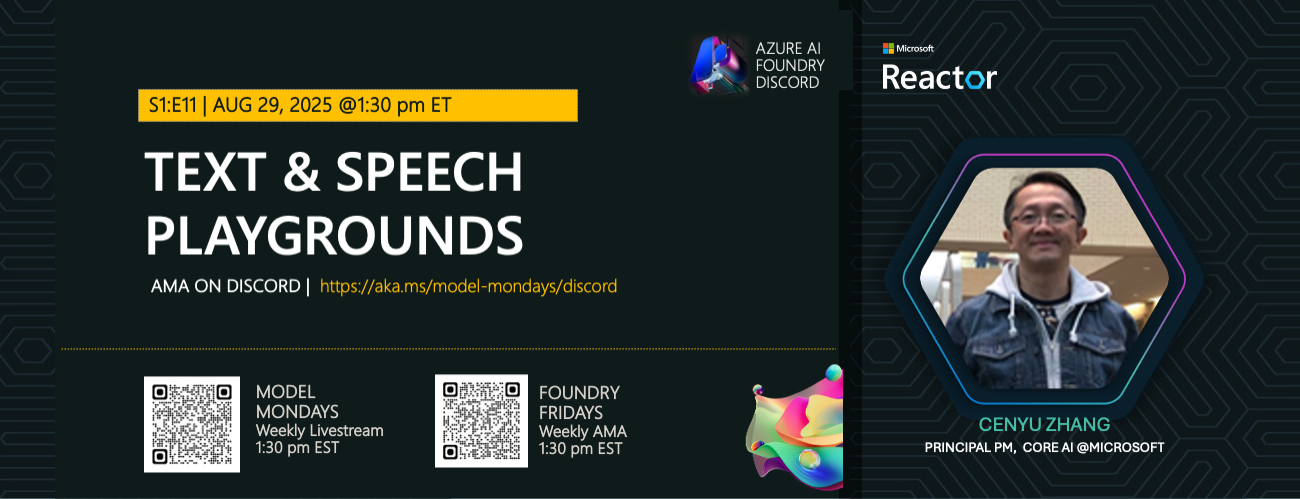 AZURE AI
FOUNDRY
DISCORD
S1:E11 | AUG 29, 2025 @1:30 pm ET
TEXT & SPEECH
PLAYGROUNDS
AMA ON DISCORD | https://aka.ms/model-mondays/discord
MODEL
MONDAYS
Weekly Livestream
1:30 pm EST
FOUNDRY
FRIDAYS
Weekly AMA
1:30 pm EST
Microsoft
Reactor
CENYU ZHANG
PRINCIPAL PM, CORE AI @MICROSOFT